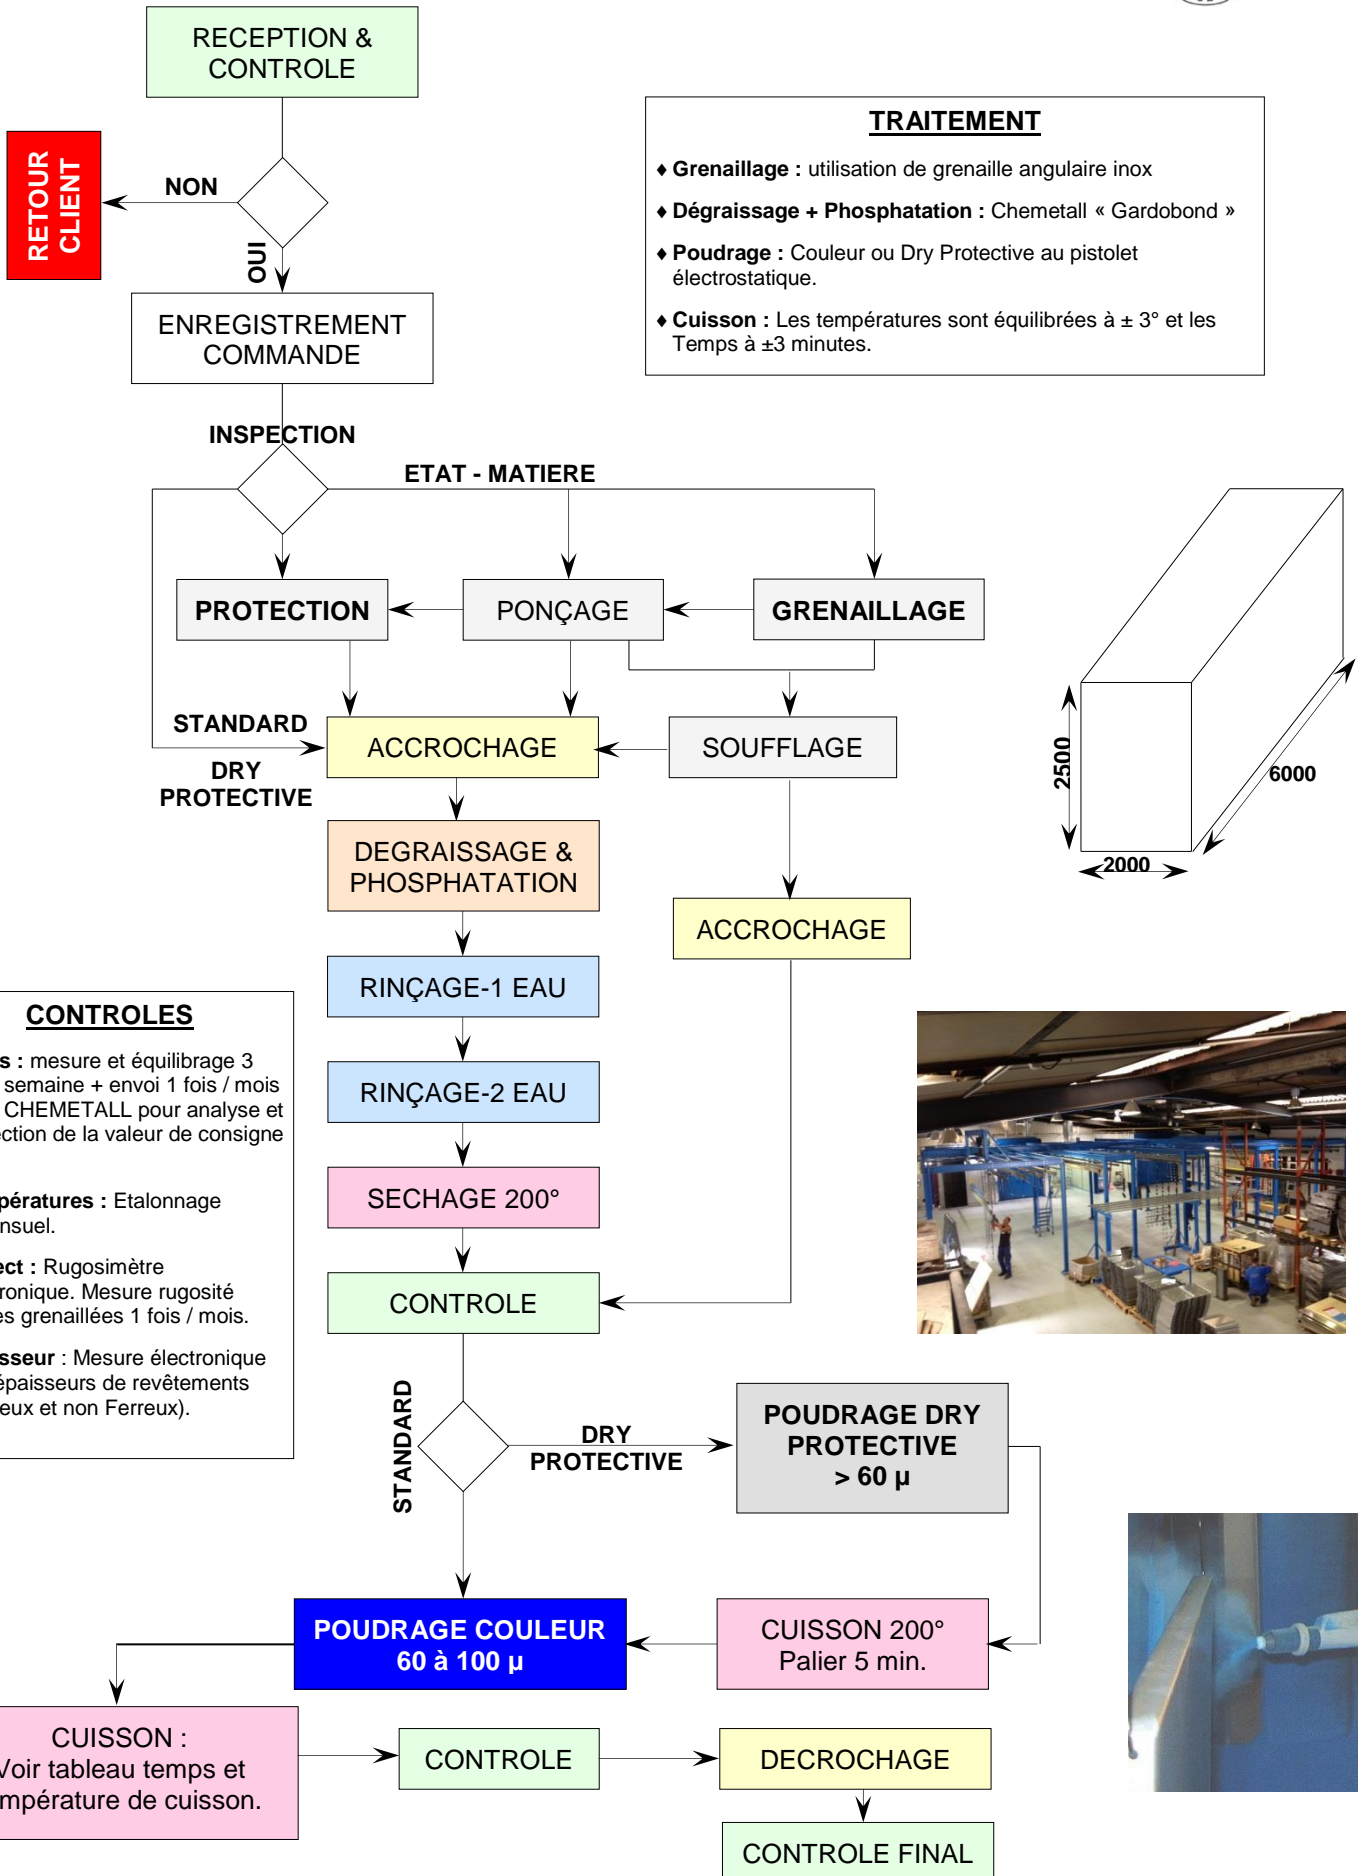 RECEPTION &
CONTROLE
RETOUR
CLIENT
NON
OUI
TRAITEMENT
♦ Grenaillage : utilisation de grenaille angulaire inox
♦ Dégraissage + Phosphatation : Chemetall « Gardobond »
♦ Poudrage : Couleur ou Dry Protective au pistolet
électrostatique.
♦ Cuisson : Les températures sont équilibrées à ± 3° et les
Temps à ±3 minutes.
ENREGISTREMENT
COMMANDE
INSPECTION
ETAT - MATIERE
PROTECTION
PONÇAGE
GRENAILLAGE
STANDARD
DRY
PROTECTIVE
ACCROCHAGE
SOUFFLAGE
2500
6000
2000
DEGRAISSAGE &
PHOSPHATATION
ACCROCHAGE
RINÇAGE-1 EAU
RINÇAGE-2 EAU
SECHAGE 200°
CONTROLE
CONTROLES
s : mesure et équilibrage 3
semaine + envoi 1 fois / mois
CHEMETALL pour analyse et
ection de la valeur de consigne
pératures : Etalonnage
nsuel.
ect : Rugosimètre
ronique. Mesure rugosité
es grenaillées 1 fois / mois.
sseur : Mesure électronique
épaisseurs de revêtements
eux et non Ferreux).
STANDARD
DRY
PROTECTIVE
POUDRAGE DRY
PROTECTIVE
> 60 µ
POUDRAGE COULEUR
60 à 100 µ
CUISSON 200°
Palier 5 min.
CUISSON :
Voir tableau temps et
mpérature de cuisson.
CONTROLE
DECROCHAGE
CONTROLE FINAL